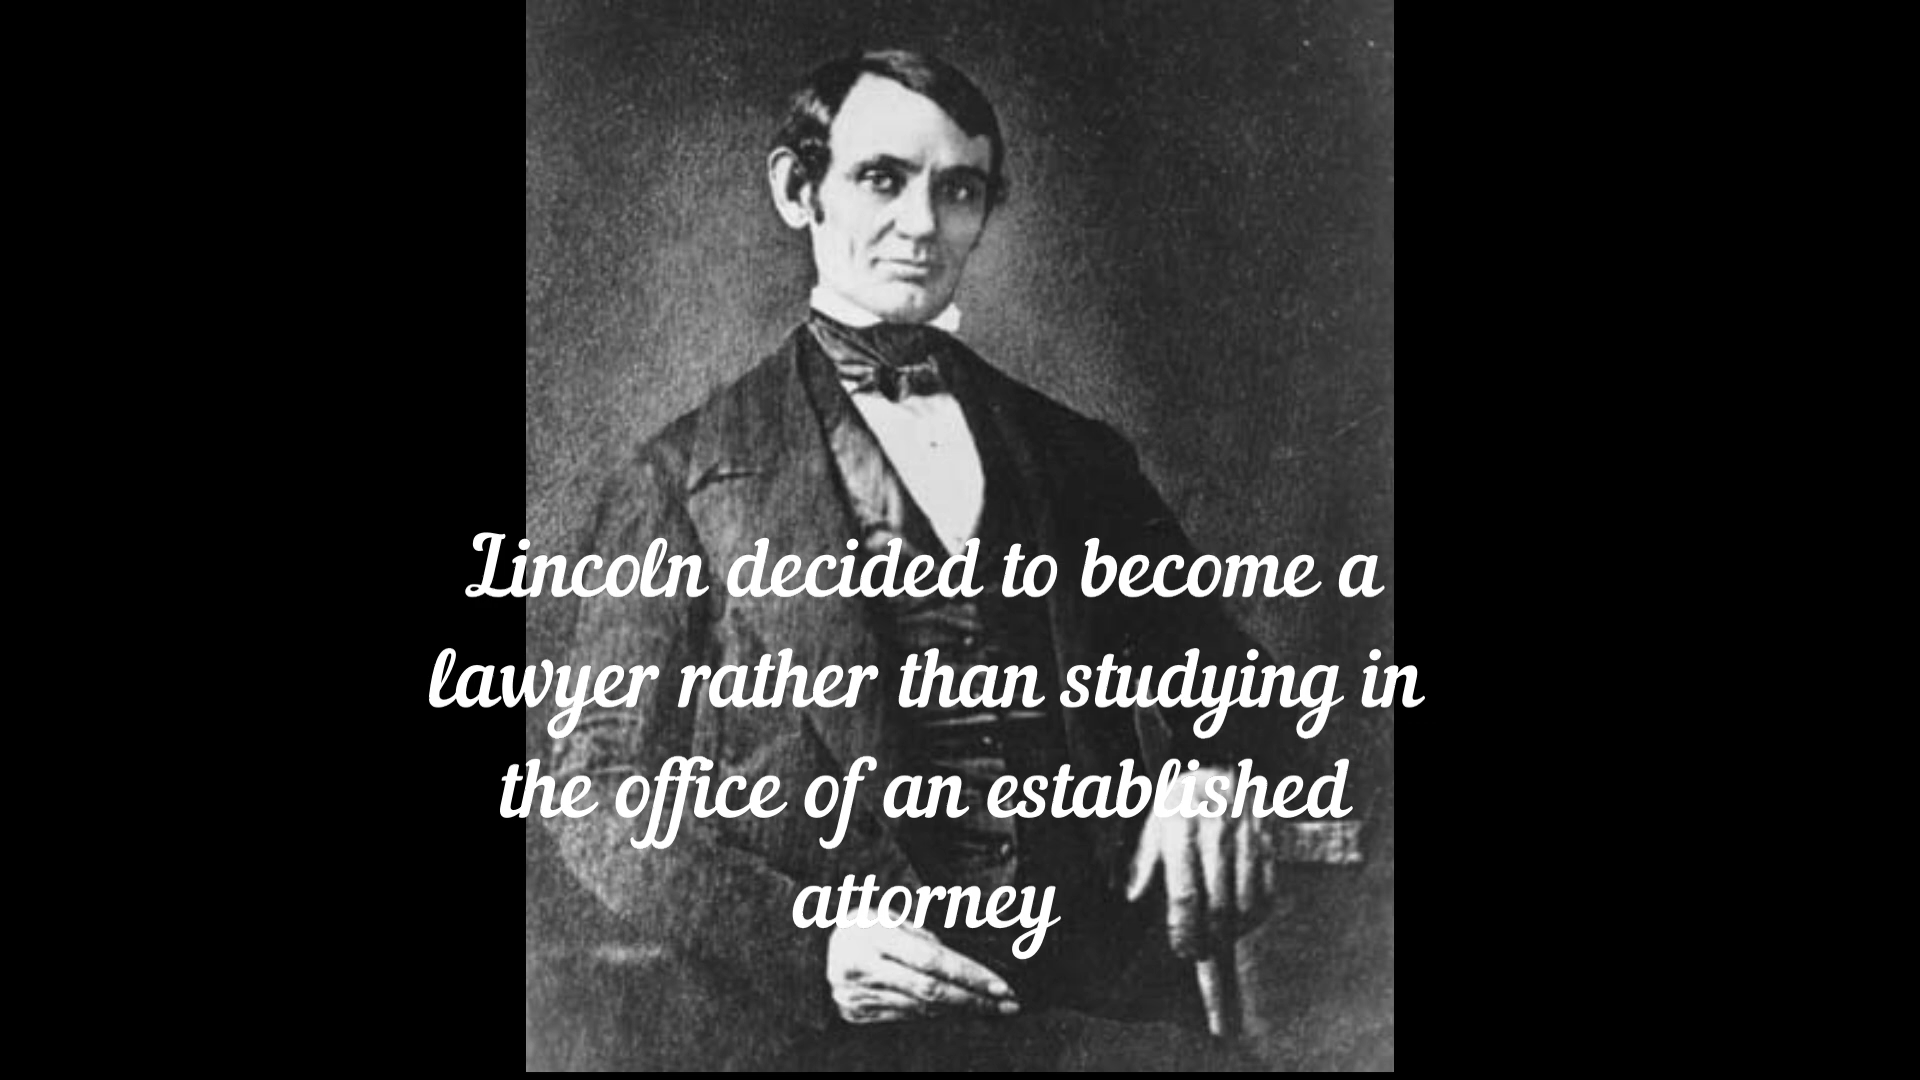 Lincoln decided to become a
lawyer rather than studying in
the office of an established
attorney